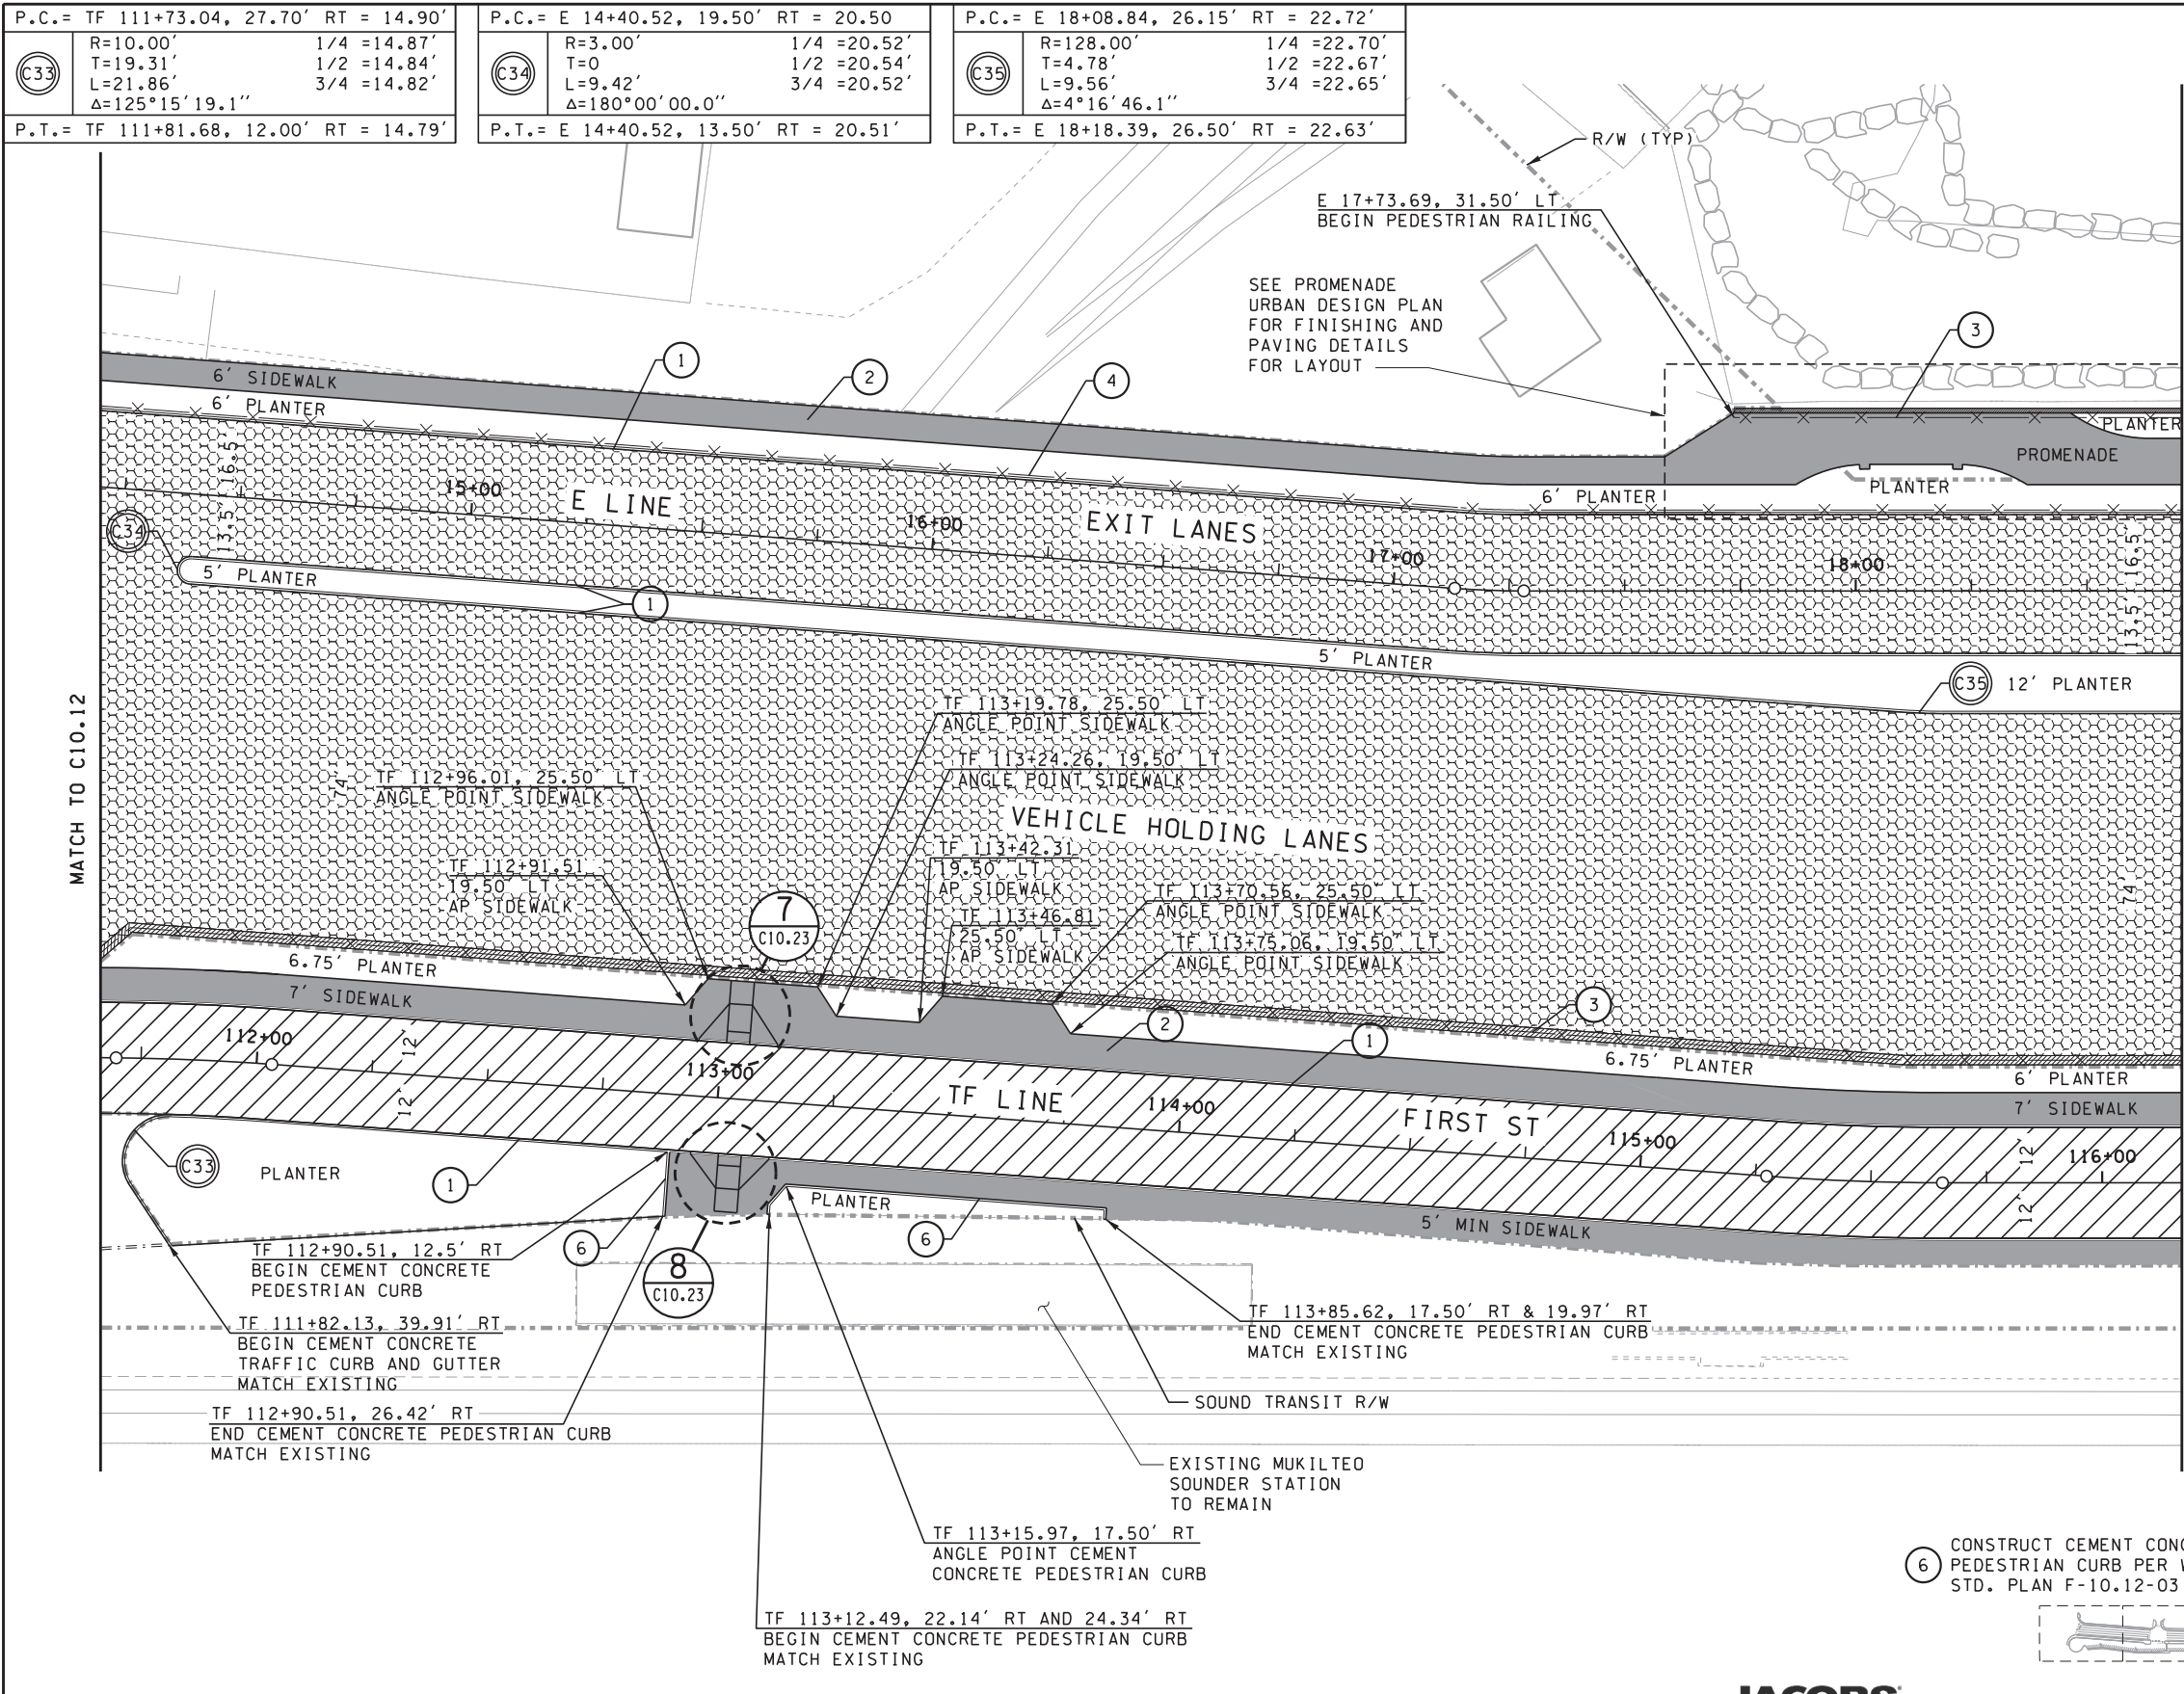 P.C.= TF 111+73.04, 27.70' RT = 14.90'
C33
R=10.00' 1/4 =14.87'
T=19.31' 1/2 =14.84'
L=21.86' 3/4 =14.82'
Δ=125°15'19.1"
P.T.= TF 111+81.68, 12.00' RT = 14.79'
P.C.= E 14+40.52, 19.50' RT = 20.50
C34
R=3.00' 1/4 =20.52'
T=0 1/2 =20.54'
L=9.42' 3/4 =20.52'
Δ=180°00'00.0"
P.T.= E 14+40.52, 13.50' RT = 20.51'
P.C.= E 18+08.84, 26.15' RT = 22.72'
C35
R=128.00' 1/4 =22.70'
T=4.78' 1/2 =22.67'
L=9.56' 3/4 =22.65'
Δ=4°16'46.1"
P.T.= E 18+18.39, 26.50' RT = 22.63'
R/W (TYP)
E 17+73.69, 31.50' LT
BEGIN PEDESTRIAN RAILING
SEE PROMENADE
URBAN DESIGN PLAN
FOR FINISHING AND
PAVING DETAILS
FOR LAYOUT
3
1
2
4
6' SIDEWALK
6' PLANTER
PLANTER
PROMENADE
PLANTER
6' PLANTER
16.5'
13.5'
15+00
E LINE
16+00
EXIT LANES
17+00
18+00
16.5'
13.5'
C34
5' PLANTER
1
5' PLANTER
C35
12' PLANTER
MATCH TO C10.12
TF 113+19.78, 25.50' LT
ANGLE POINT SIDEWALK
TF 113+24.26, 19.50' LT
ANGLE POINT SIDEWALK
74'
TF 112+96.01, 25.50' LT
ANGLE POINT SIDEWALK
VEHICLE HOLDING LANES
TF 112+91.51
19.50' LT
AP SIDEWALK
TF 113+42.31
19.50' LT
AP SIDEWALK
TF 113+46.81
25.50' LT
AP SIDEWALK
TF 113+70.56, 25.50' LT
ANGLE POINT SIDEWALK
TF 113+75.06, 19.50' LT
ANGLE POINT SIDEWALK
74'
7
C10.23
6.75' PLANTER
7' SIDEWALK
3
2
1
6.75' PLANTER
6' PLANTER
7' SIDEWALK
112+00
12'
12'
113+00
TF LINE
114+00
FIRST ST
115+00
12'
12'
116+00
C33
PLANTER
1
PLANTER
6
6
5' MIN SIDEWALK
8
C10.23
TF 112+90.51, 12.5' RT
BEGIN CEMENT CONCRETE
PEDESTRIAN CURB
TF 111+82.13, 39.91' RT
BEGIN CEMENT CONCRETE
TRAFFIC CURB AND GUTTER
MATCH EXISTING
TF 112+90.51, 26.42' RT
END CEMENT CONCRETE PEDESTRIAN CURB
MATCH EXISTING
TF 113+85.62, 17.50' RT & 19.97' RT
END CEMENT CONCRETE PEDESTRIAN CURB
MATCH EXISTING
SOUND TRANSIT R/W
EXISTING MUKILTEO
SOUNDER STATION
TO REMAIN
TF 113+15.97, 17.50' RT
ANGLE POINT CEMENT
CONCRETE PEDESTRIAN CURB
TF 113+12.49, 22.14' RT AND 24.34' RT
BEGIN CEMENT CONCRETE PEDESTRIAN CURB
MATCH EXISTING
6
CONSTRUCT CEMENT
PEDESTRIAN CURB PER
STD. PLAN F-10.12-03
JACOBS